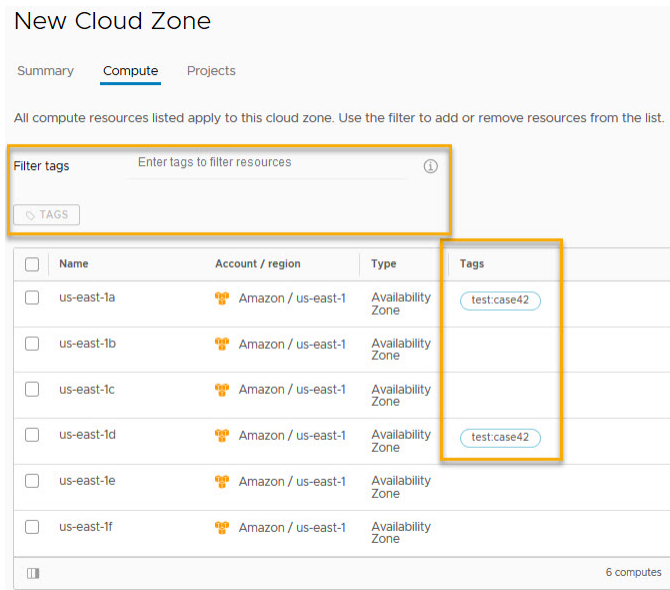 New Cloud Zone
Summary Compute Projects
All compute resources listed apply to this cloud zone. Use the filter to add or remove resources from the list.
Filter tags Enter tags to filter resources
TAGS
Name Account / region Type Tags
us-east-1a Amazon / us-east-1 Availability Zone test:case42
us-east-1b Amazon / us-east-1 Availability Zone
us-east-1c Amazon / us-east-1 Availability Zone
us-east-1d Amazon / us-east-1 Availability Zone test:case42
us-east-1e Amazon / us-east-1 Availability Zone
us-east-1f Amazon / us-east-1 Availability Zone
6 computes